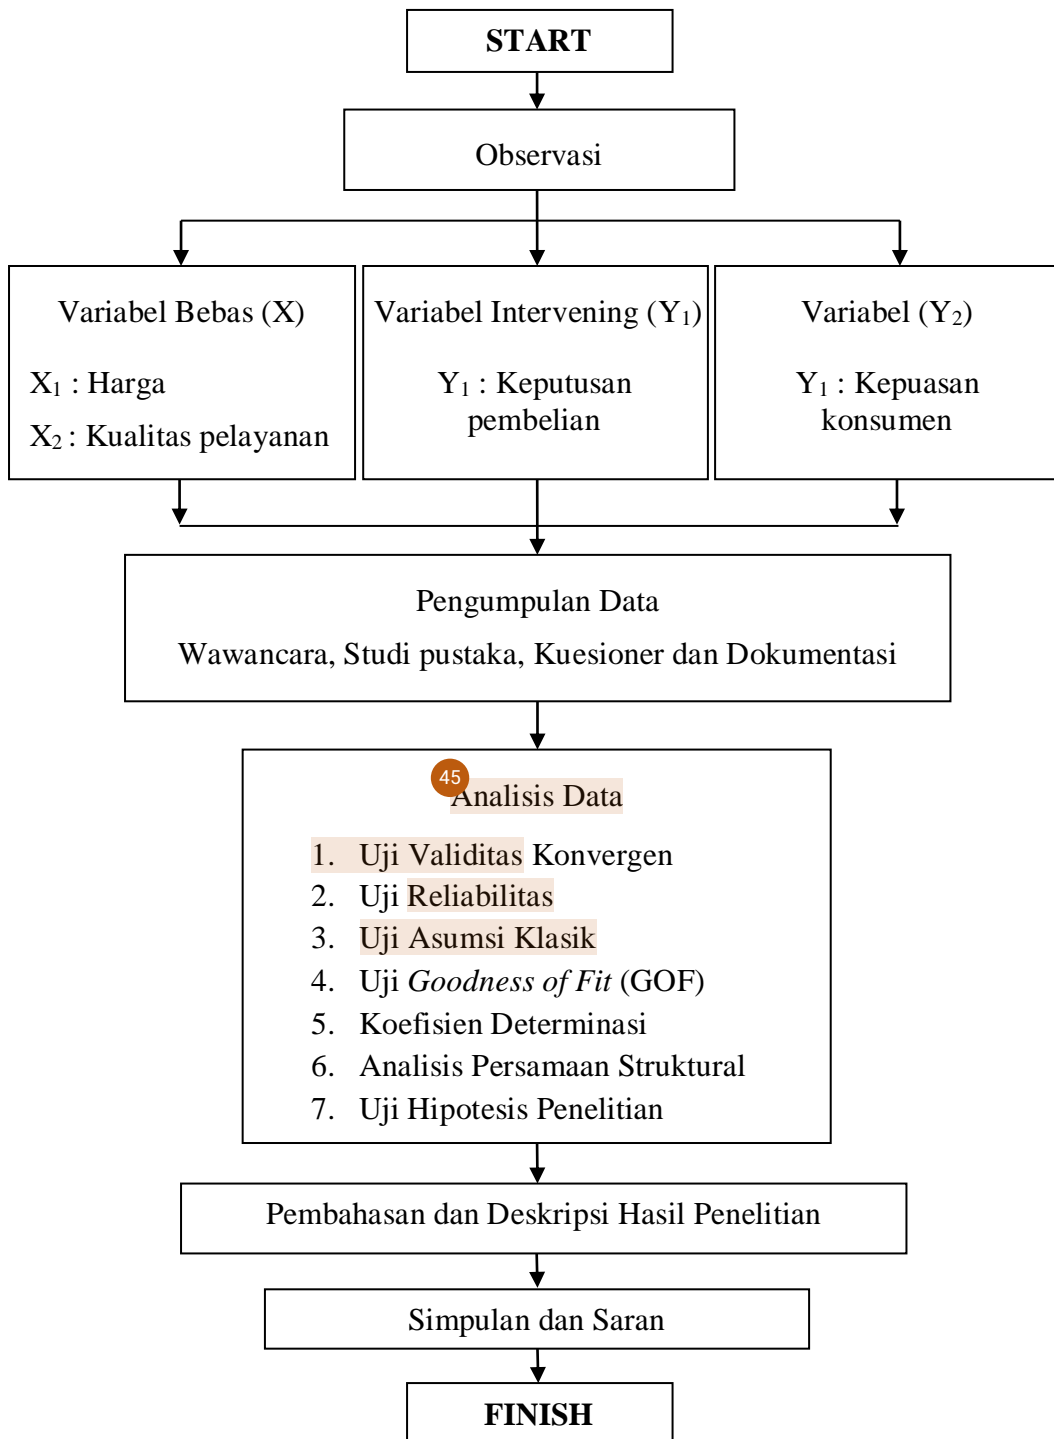 START
Observasi
Variabel Bebas (X)
X₁ : Harga
X₂ : Kualitas pelayanan
Variabel Intervening (Y₁)
Y₁ : Keputusan
pembelian
Variabel (Y₂)
Y₁ : Kepuasan
konsumen
Pengumpulan Data
Wawancara, Studi pustaka, Kuesioner dan Dokumentasi
45
Analisis Data
1. Uji Validitas Konvergen
2. Uji Reliabilitas
3. Uji Asumsi Klasik
4. Uji Goodness of Fit (GOF)
5. Koefisien Determinasi
6. Analisis Persamaan Struktural
7. Uji Hipotesis Penelitian
Pembahasan dan Deskripsi Hasil Penelitian
Simpulan dan Saran
FINISH